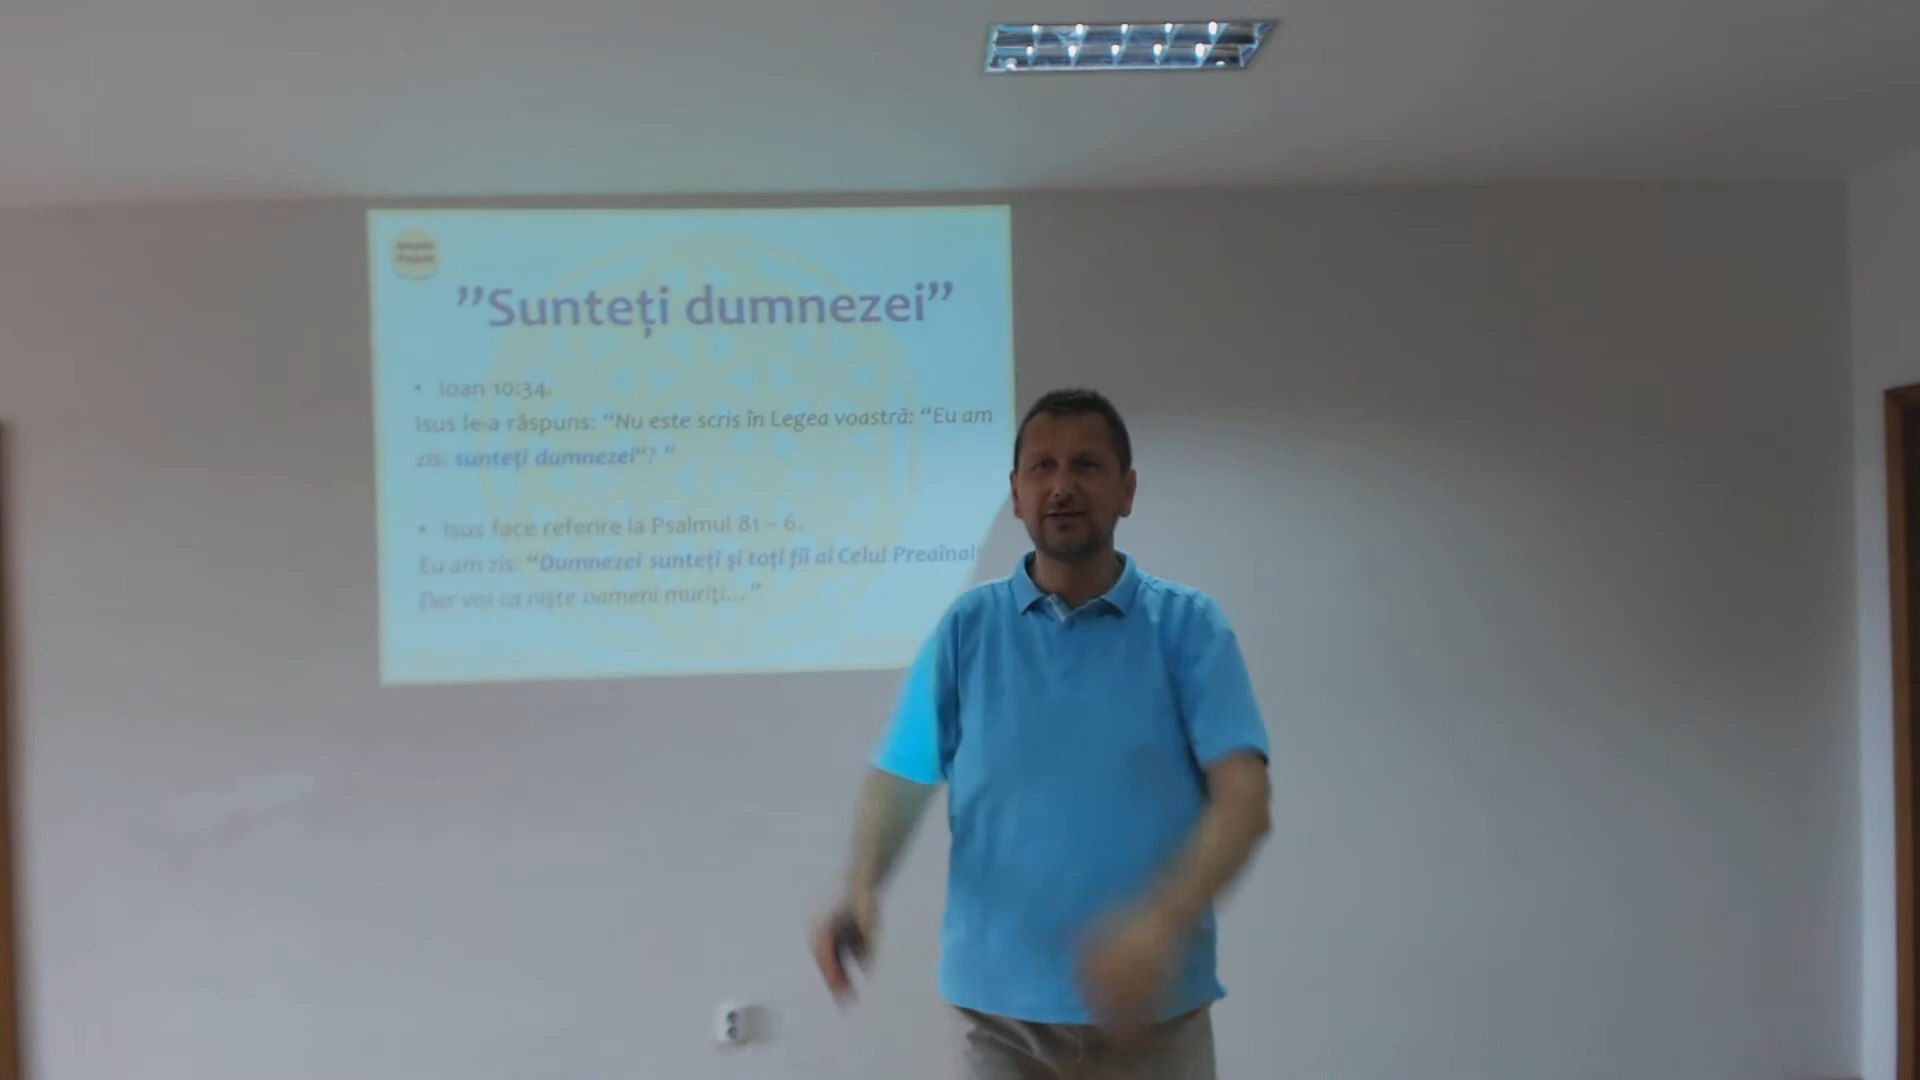 ”Sunteți dumnezei”
• Ioan 10:34.
Isus le-a răspuns: “Nu este scris în Legea voastră: “Eu am
zis: sunteți dumnezei“? ”
• Isus face referire la Psalmul 81 – 6.
Eu am zis: “Dumnezei sunteți și toți fii ai Celui Preaînal
Dar voi ca niște oameni muriți... ”